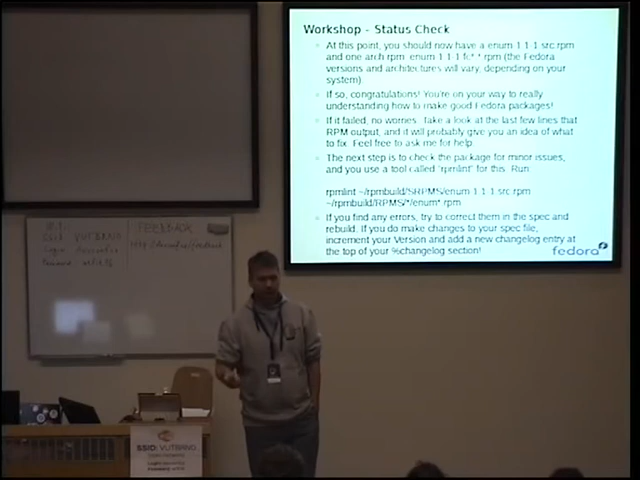 Workshop - Status Check
At this point, you should now have a enum 1 1 1 src.rpm
and one arch rpm, enum 1 1 1 fc*.*.rpm (the Fedora
versions and architectures will vary, depending on your
system)
If so, congratulations! You're on your way to really
understanding how to make good Fedora packages!
If it failed, no worries. Take a look at the last few lines that
RPM output, and it will probably give you an idea of what
to fix. Feel free to ask me for help.
The next step is to check the package for minor issues,
and you use a tool called "rpmlint" for this. Run:
rpmlint ~/rpmbuild/SRPMS/enum 1 1 1 src.rpm
~/rpmbuild/RPMS/*/enum*.rpm
If you find any errors, try to correct them in the spec and
rebuild. If you do make changes to your spec file,
increment your Version and add a new changelog entry at
the top of your %changelog section!
fedora
SSID VUTBRNO
FEEDBACK
SSID: VUTBRNO